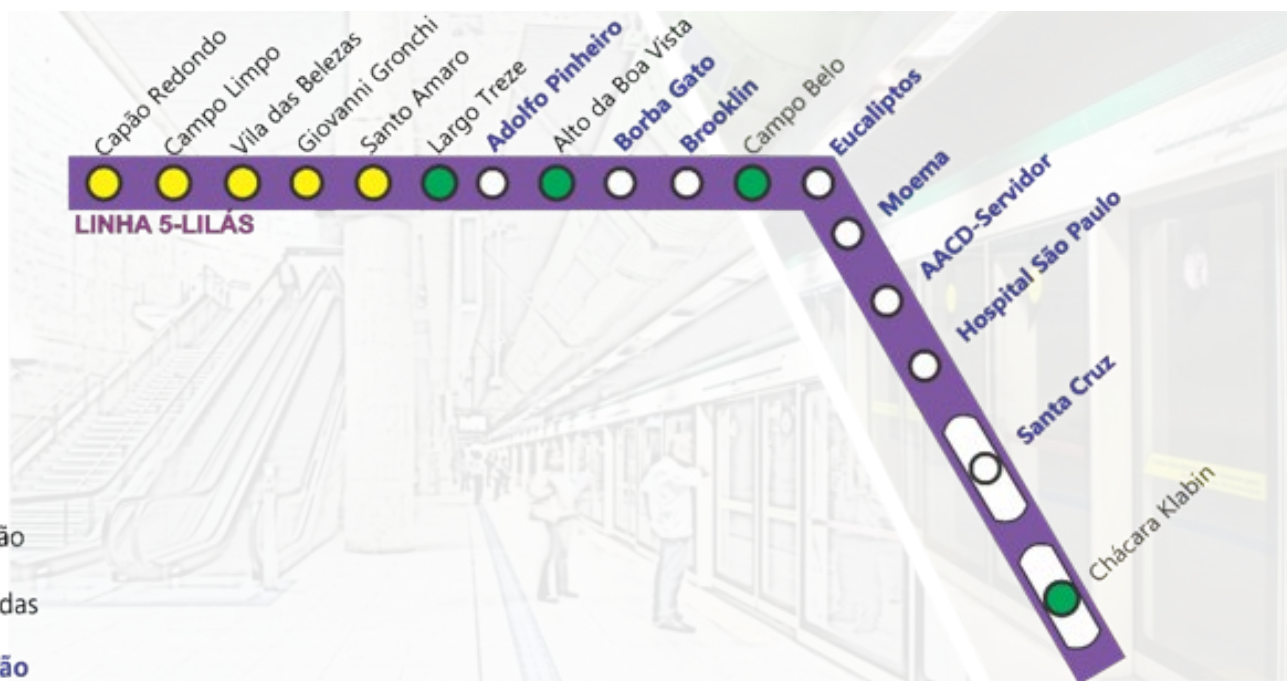 Capão Redondo
Campo Limpo
Vila das Belezas
Giovanni Gronchi
Santo Amaro
Largo Treze
Adolfo Pinheiro
Alto da Boa Vista
Borba Gato
Brooklin
Campo Belo
Eucaliptos
Moema
AACD-Servidor
Hospital São Paulo
Santa Cruz
Chácara Klabin
LINHA 5-LILÁS
ão
das
ão